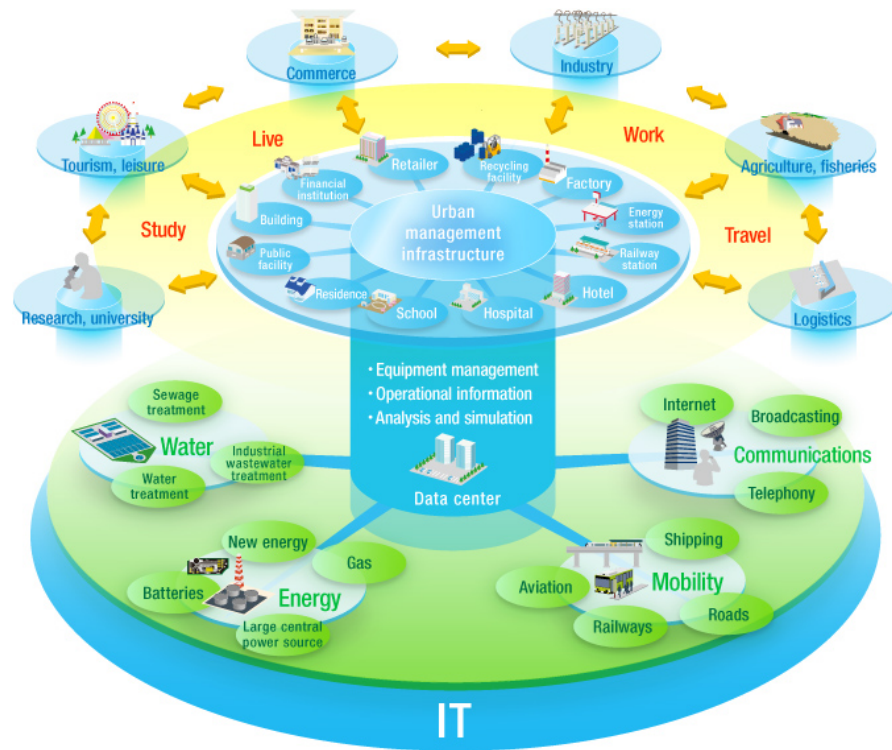 Commerce
Industry
Tourism, leisure
Live
Work
Agriculture, fisheries
Retailer
Recycling
facility
Financial
institution
Factory
Building
Urban
management
infrastructure
Energy
station
Study
Travel
Public
facility
Railway
station
Residence
Hotel
School
Hospital
Research, university
Logistics
• Equipment management
• Operational information
• Analysis and simulation
Data center
Sewage
treatment
Water
Industrial
wastewater
treatment
Water
treatment
Internet
Broadcasting
Communications
Telephony
New energy
Gas
Batteries
Energy
Large central
power source
Shipping
Aviation
Mobility
Railways
Roads
IT